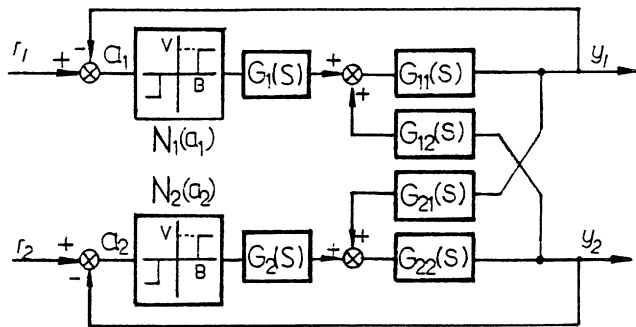 r1 + - a1 V B G1(S) + + G11(S) y1
N1(a1) G12(S)
N2(a2) G21(S)
r2 + - a2 V B G2(S) + + G22(S) y2